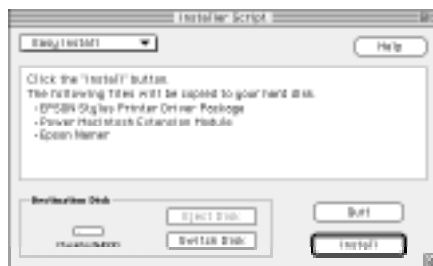 Installer Script
Easy Install
Help
Click the "Install" button.
The following files will be copied to your hard disk.
•EPSON Stylus Printer Driver Package
•Power Macintosh Extension Module
•Epson Namer
Destination Disk
Eject Disk
Switch Disk
Quit
Install